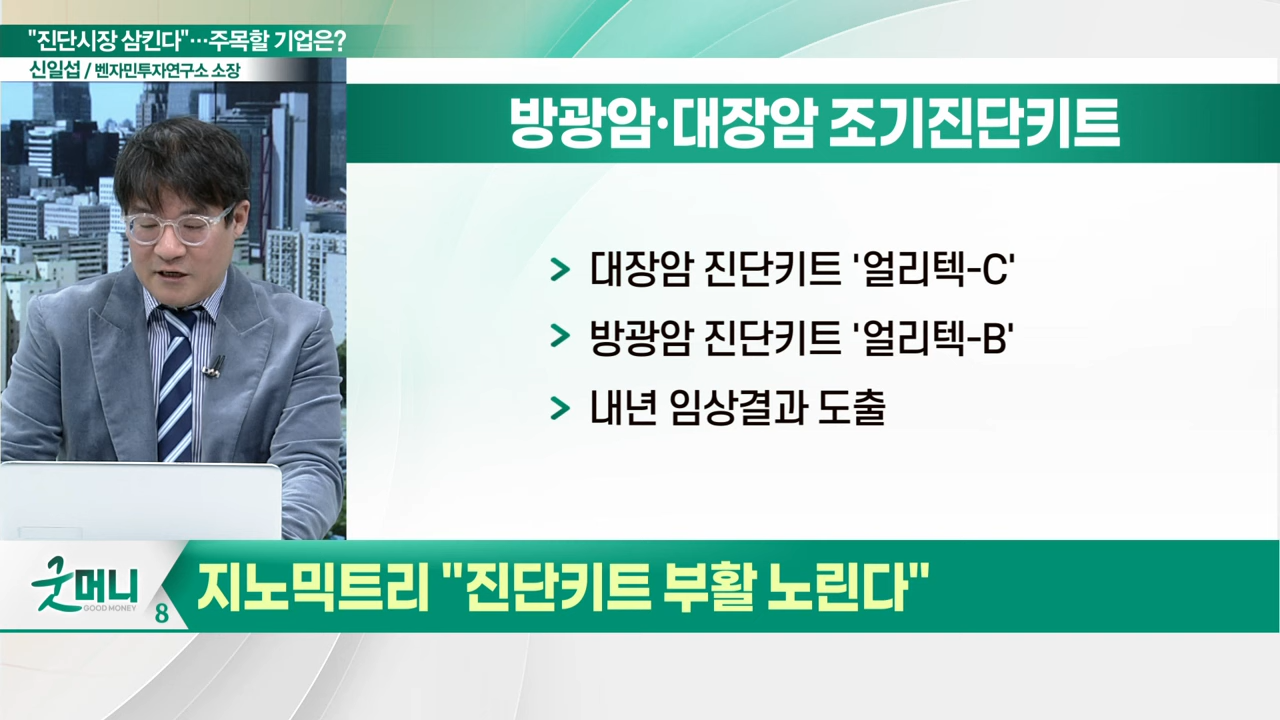 "진단시장 삼킨다"…주목할 기업은?
신일섭 / 벤자민투자연구소 소장
방광암·대장암 조기진단키트
> 대장암 진단키트 '얼리텍-C'
> 방광암 진단키트 '얼리텍-B'
> 내년 임상결과 도출
굿머니
GOOD MONEY
8
지노믹트리 "진단키트 부활 노린다"